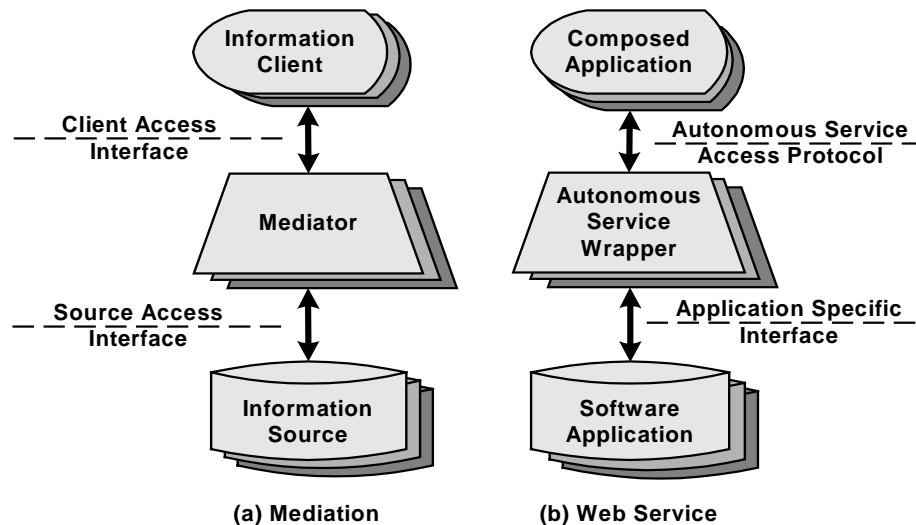 Information
Client
Client Access
Interface
Mediator
Source Access
Interface
Information
Source
(a) Mediation
Composed
Application
Autonomous Service
Access Protocol
Autonomous
Service
Wrapper
Application Specific
Interface
Software
Application
(b) Web Service